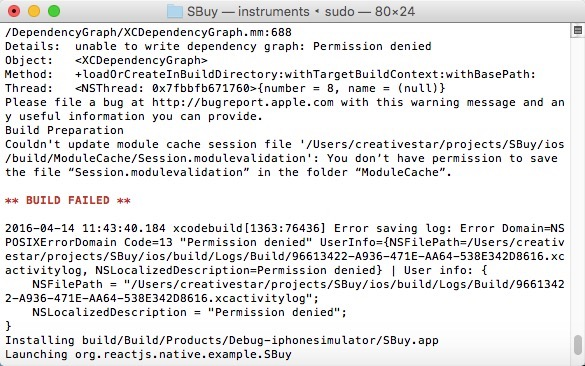 SBuy — instruments ◂ sudo — 80×24
/DependencyGraph/XCDependencyGraph.mm:688
Details:  unable to write dependency graph: Permission denied
Object:   <XCDependencyGraph>
Method:   +loadOrCreateInBuildDirectory:withTargetBuildContext:withBasePath:
Thread:   <NSThread: 0x7fbbfb671760>{number = 8, name = (null)}
Please file a bug at http://bugreport.apple.com with this warning message and an
y useful information you can provide.
Build Preparation
Couldn't update module cache session file '/Users/creativestar/projects/SBuy/ios
/build/ModuleCache/Session.modulevalidation': You don't have permission to save
the file “Session.modulevalidation” in the folder “ModuleCache”.
** BUILD FAILED **
2016-04-14 11:43:40.184 xcodebuild[1363:76436] Error saving log: Error Domain=NS
POSIXErrorDomain Code=13 "Permission denied" UserInfo={NSFilePath=/Users/creativ
estar/projects/SBuy/ios/build/Logs/Build/96613422-A936-471E-AA64-538E342D8616.xc
activitylog, NSLocalizedDescription=Permission denied} | User info: {
    NSFilePath = "/Users/creativestar/projects/SBuy/ios/build/Logs/Build/9661342
2-A936-471E-AA64-538E342D8616.xcactivitylog";
    NSLocalizedDescription = "Permission denied";
}
Installing build/Build/Products/Debug-iphonesimulator/SBuy.app
Launching org.reactjs.native.example.SBuy